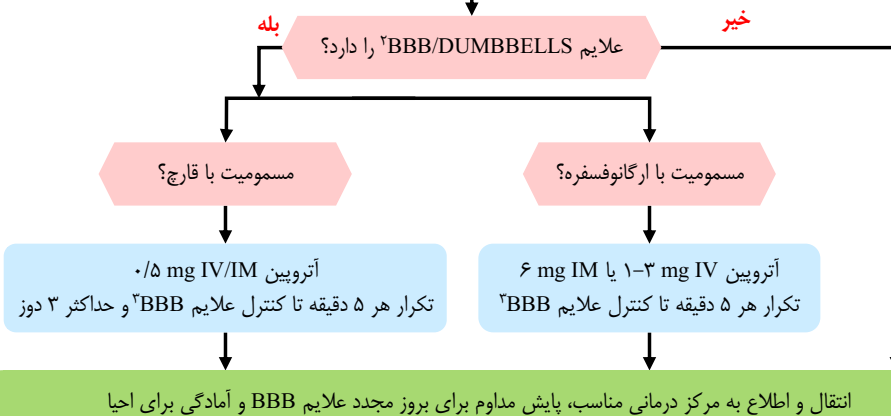 خیر
بله
علایم BBB/DUMBBELLS۲ را دارد؟
مسمومیت با ارگانوفسفره؟
مسمومیت با قارچ؟
آتروپین ۱–۳ mg IV یا ۶ mg IM
تکرار هر ۵ دقیقه تا کنترل علایم BBB۳
آتروپین ۰/۵ mg IV/IM
تکرار هر ۵ دقیقه تا کنترل علایم BBB۳ و حداکثر ۳ دوز
انتقال و اطلاع به مرکز درمانی مناسب، پایش مداوم برای بروز مجدد علایم BBB و آمادگی برای احیا